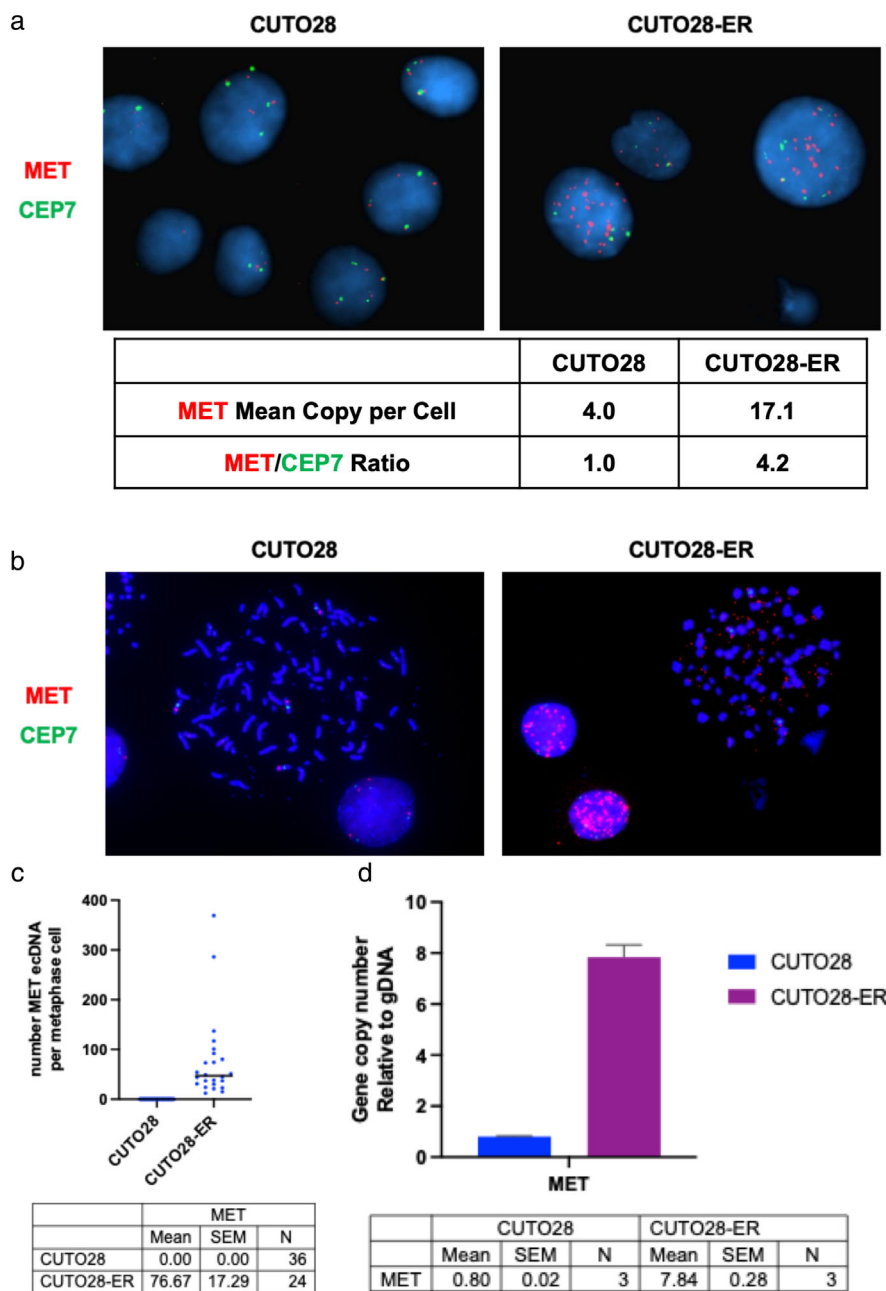 a
CUTO28 CUTO28-ER
MET
CEP7
CUTO28 CUTO28-ER
MET Mean Copy per Cell 4.0 17.1
MET/CEP7 Ratio 1.0 4.2
b
CUTO28 CUTO28-ER
MET
CEP7
c
number MET ecDNA
per metaphase cell
400
300
200
100
0
CUTO28
CUTO28-ER
MET
Mean SEM N
CUTO28 0.00 0.00 36
CUTO28-ER 76.67 17.29 24
d
Gene copy number
Relative to gDNA
10
8
6
4
2
0
MET
CUTO28
CUTO28-ER
CUTO28 CUTO28-ER
Mean SEM N Mean SEM N
MET 0.80 0.02 3 7.84 0.28 3